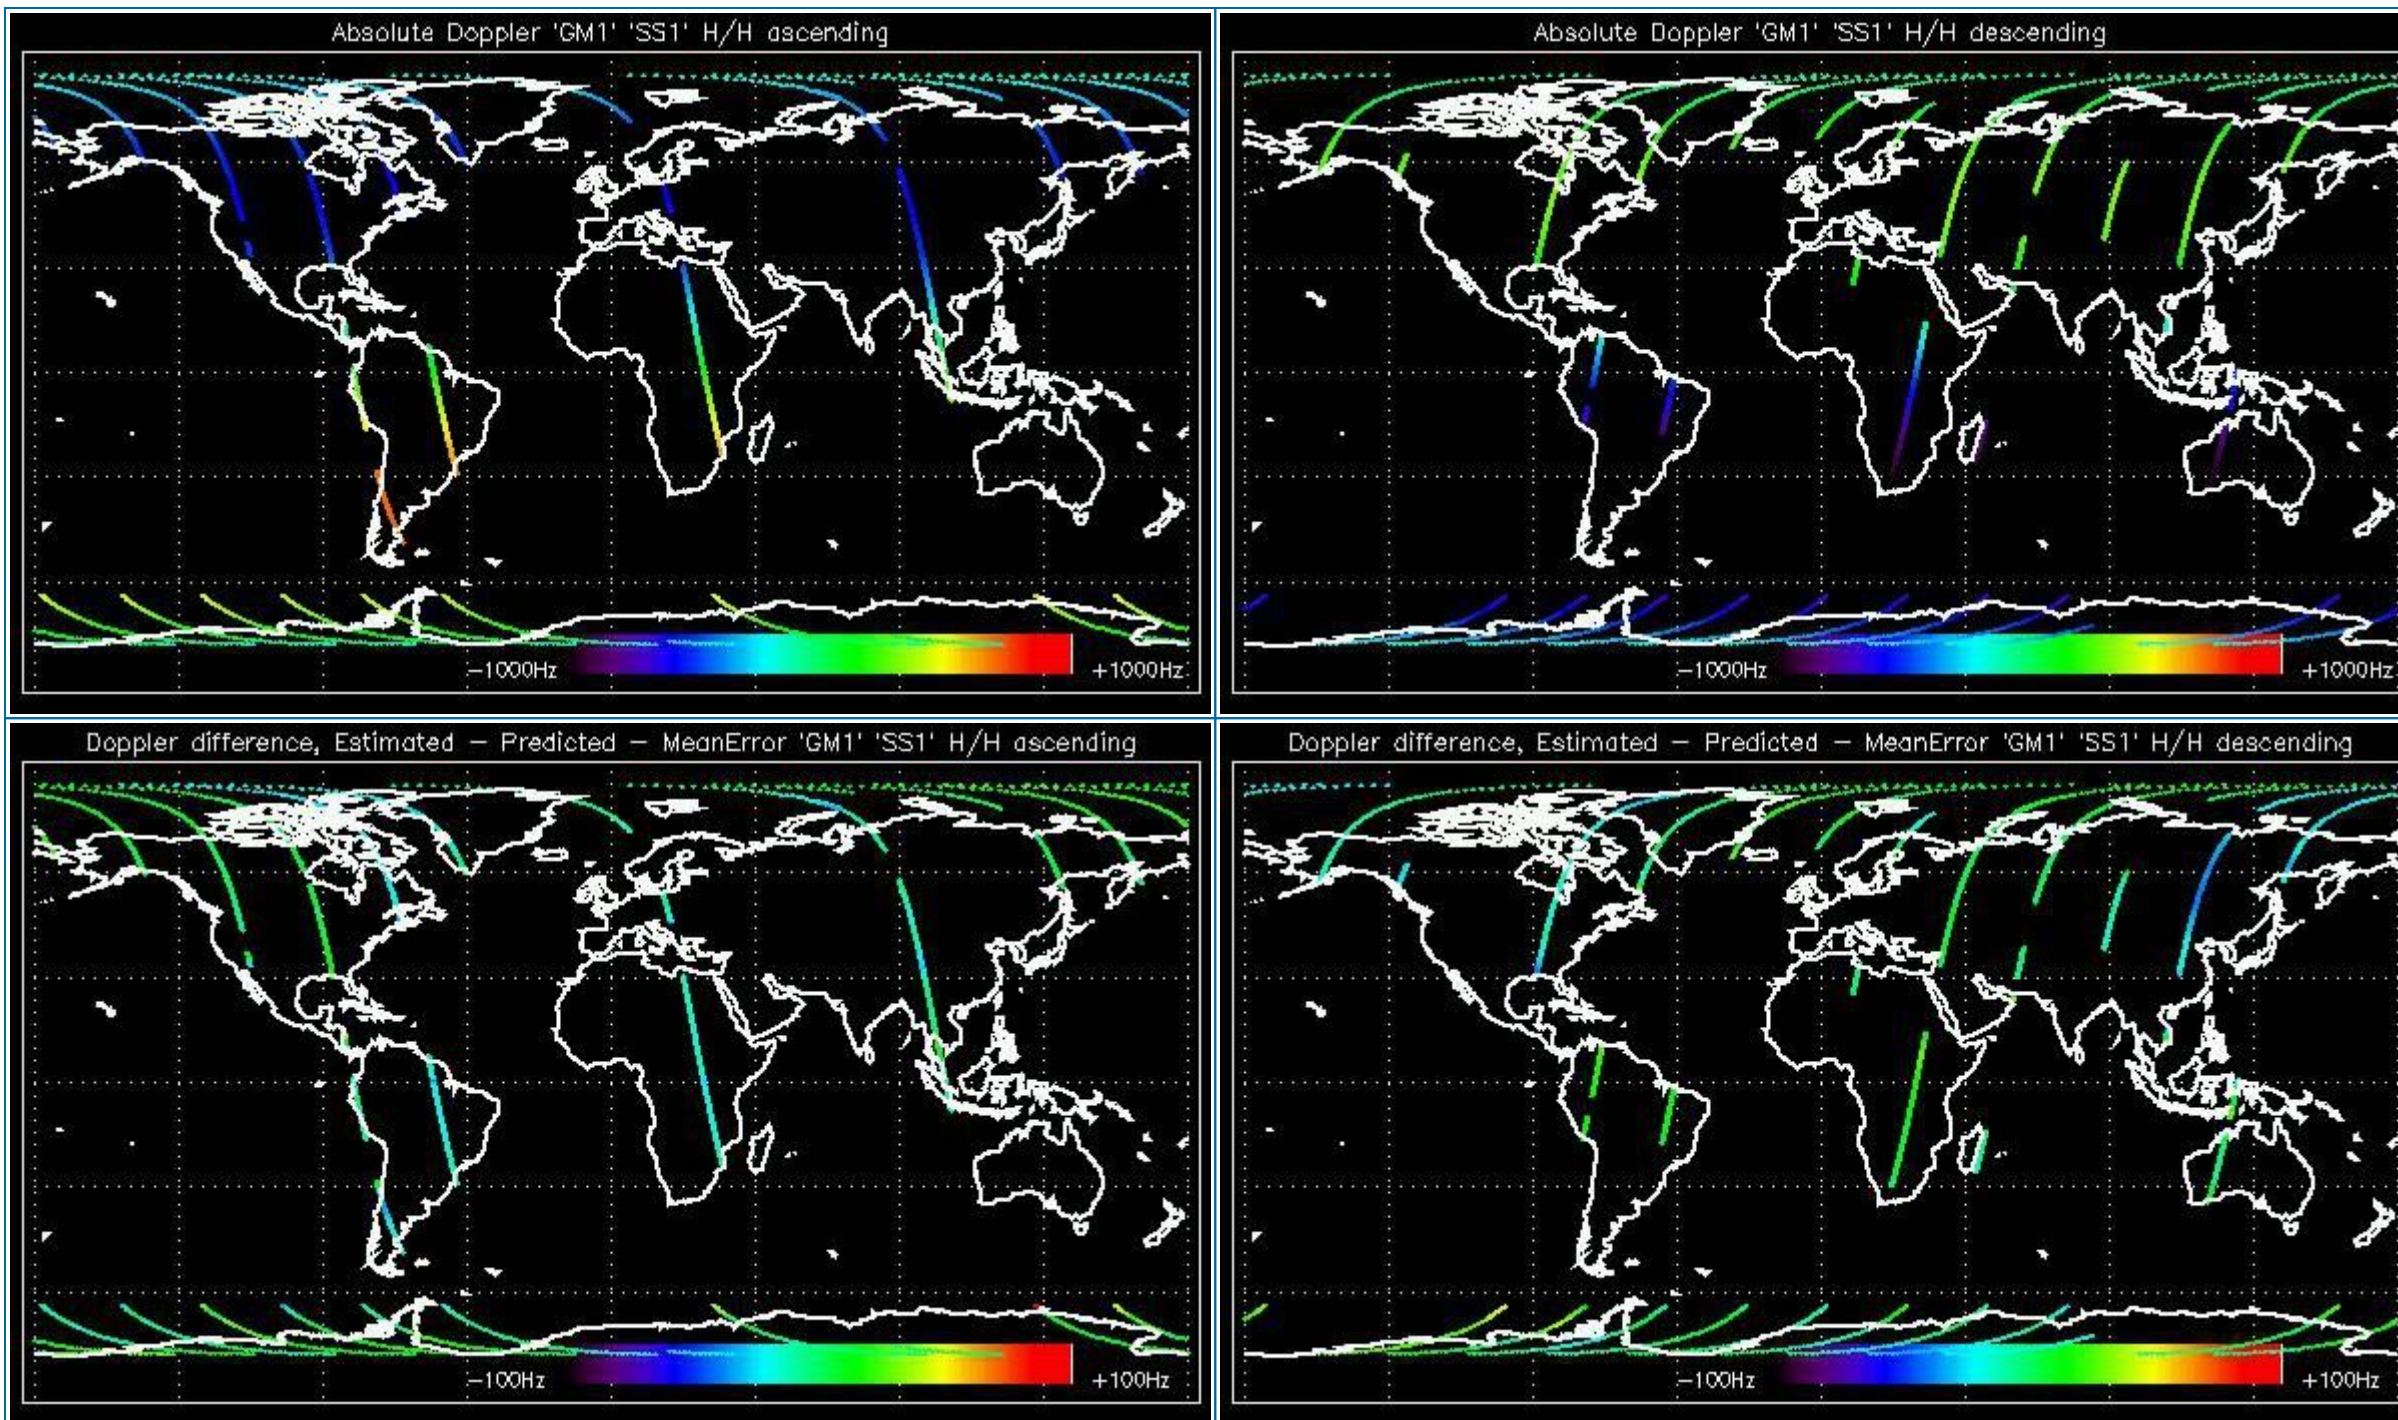 Absolute Doppler 'GM1' 'SS1' H/H ascending
-1000Hz
+1000Hz
Absolute Doppler 'GM1' 'SS1' H/H descending
-1000Hz
+1000Hz
Doppler difference, Estimated - Predicted - MeanError 'GM1' 'SS1' H/H ascending
-100Hz
+100Hz
Doppler difference, Estimated - Predicted - MeanError 'GM1' 'SS1' H/H descending
-100Hz
+100Hz